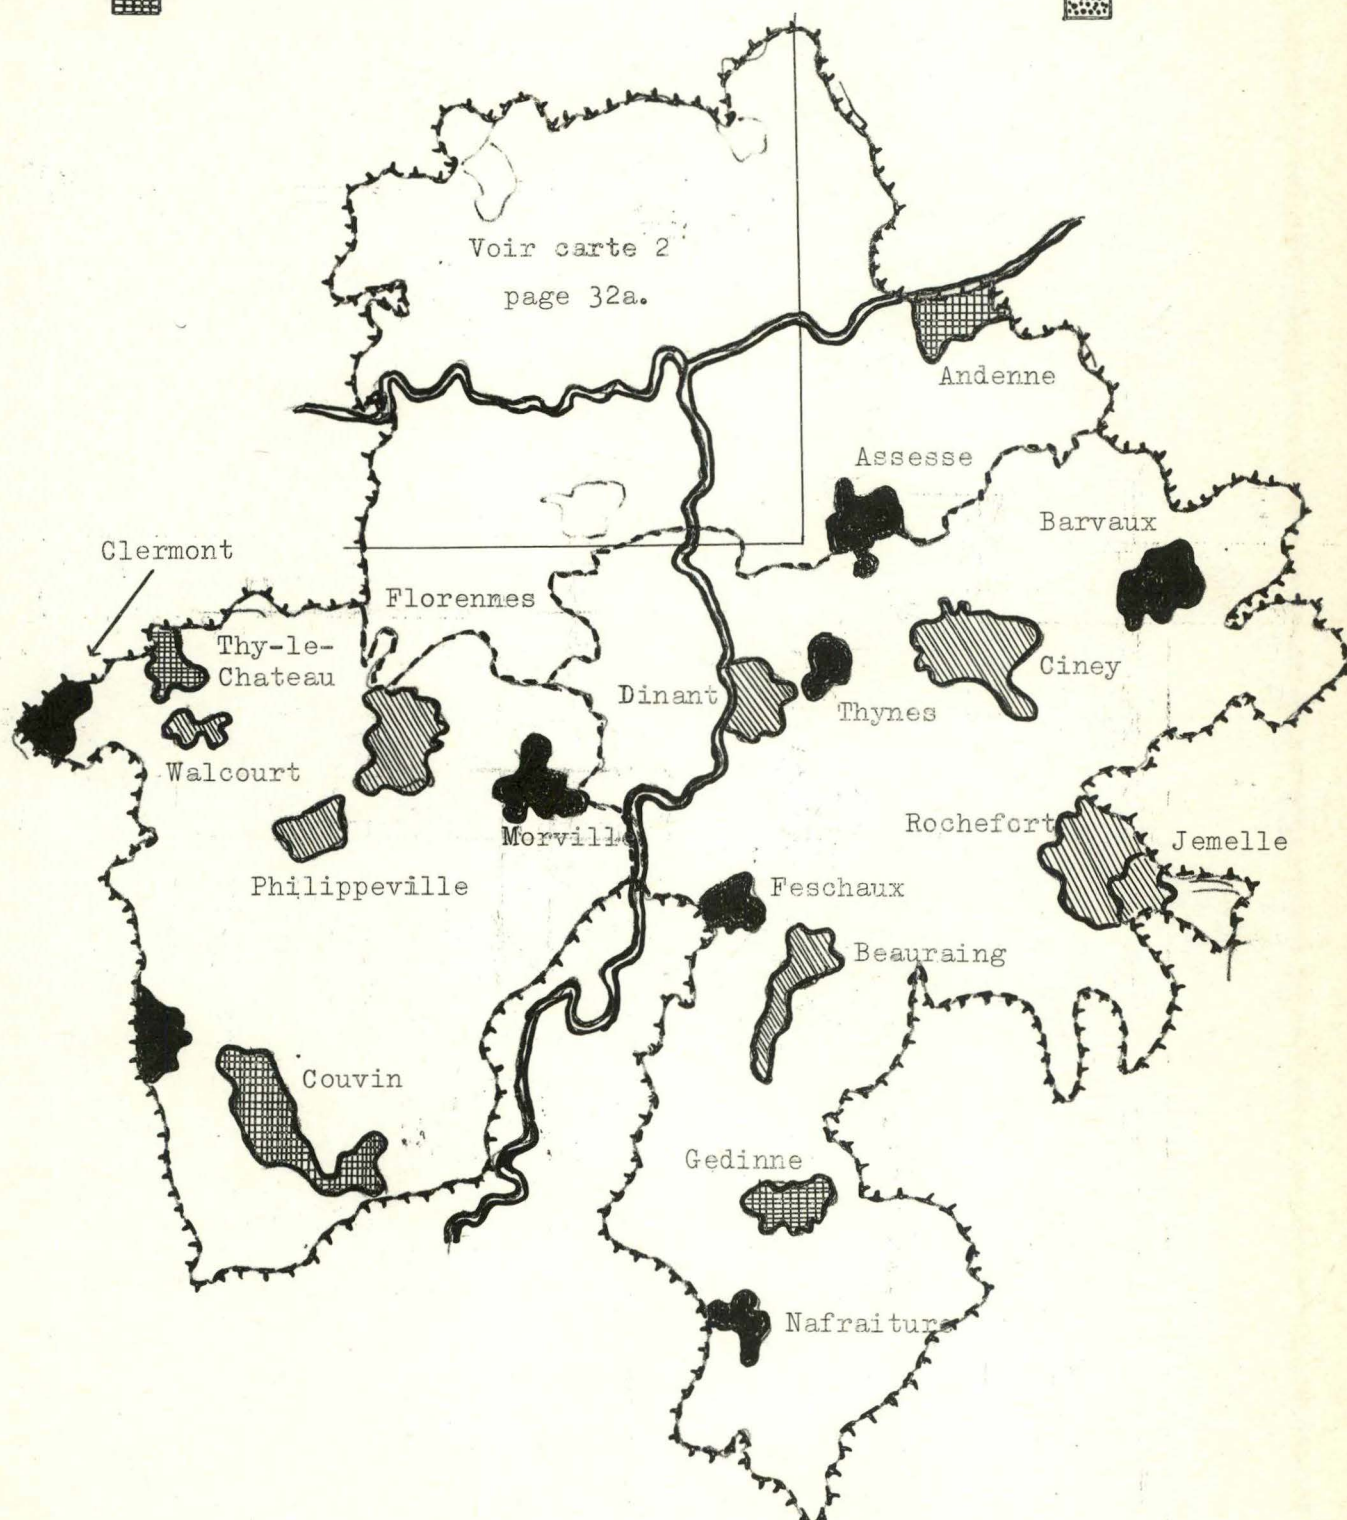 Voir carte 2
page 32a.
Andenne
Assesse
Barvaux
Clermont
Florennes
Thy-le-
Chateau
Dinant
Ciney
Thynes
Walcourt
Rochefort
Jemelle
Morville
Philippeville
Feschaux
Beauraing
Couvin
Gedinne
Nafraiture